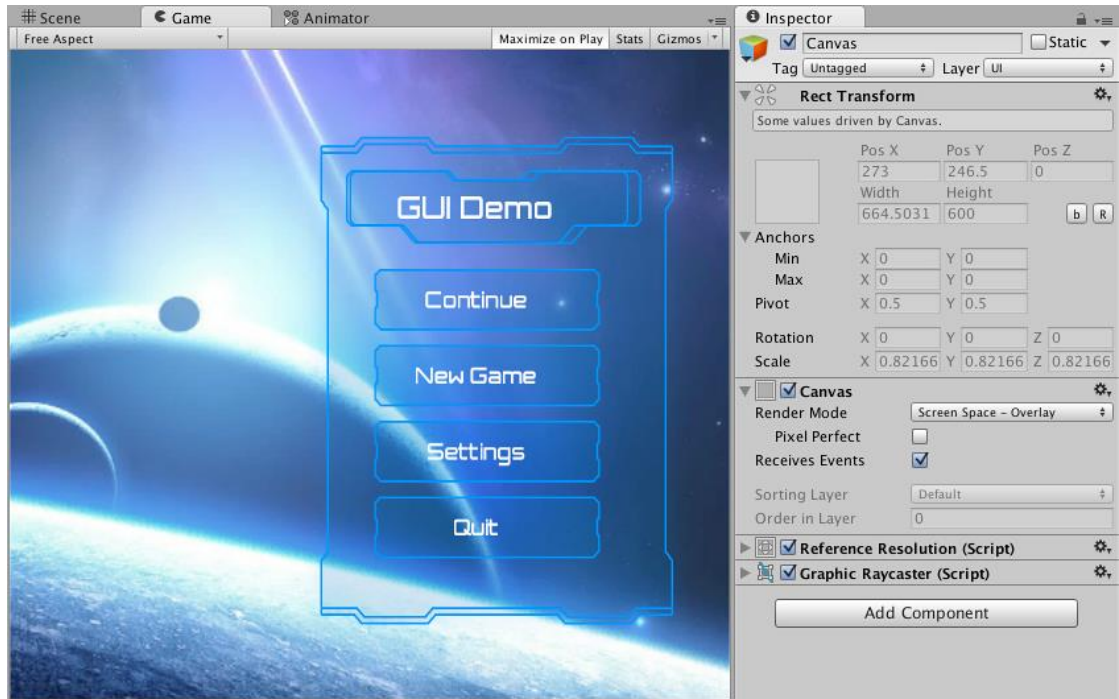 Scene
Game
Animator
Free Aspect
Maximize on Play Stats Gizmos
GUI Demo
Continue
New Game
Settings
Quit
Inspector
Canvas Static
Tag Untagged Layer UI
Rect Transform
Some values driven by Canvas.
Pos X Pos Y Pos Z
273 246.5 0
Width Height
664.5031 600 b R
Anchors
Min X 0 Y 0
Max X 0 Y 0
Pivot X 0.5 Y 0.5
Rotation X 0 Y 0 Z 0
Scale X 0.82166 Y 0.82166 Z 0.82166
Canvas
Render Mode Screen Space - Overlay
Pixel Perfect
Receives Events
Sorting Layer Default
Order in Layer 0
Reference Resolution (Script)
Graphic Raycaster (Script)
Add Component